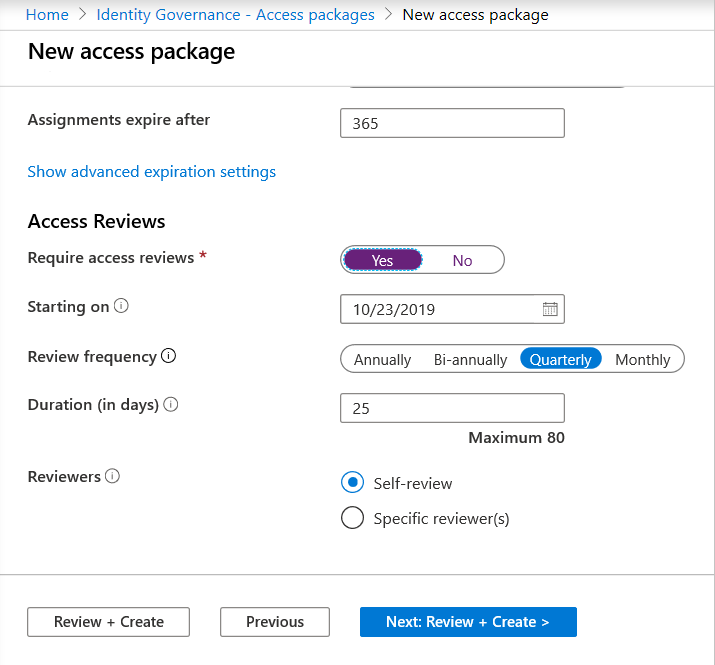 Home > Identity Governance - Access packages > New access package
New access package
Assignments expire after 365
Show advanced expiration settings
Access Reviews
Require access reviews * Yes No
Starting on 10/23/2019
Review frequency Annually Bi-annually Quarterly Monthly
Duration (in days) 25
Maximum 80
Reviewers Self-review
Specific reviewer(s)
Review + Create Previous Next: Review + Create >